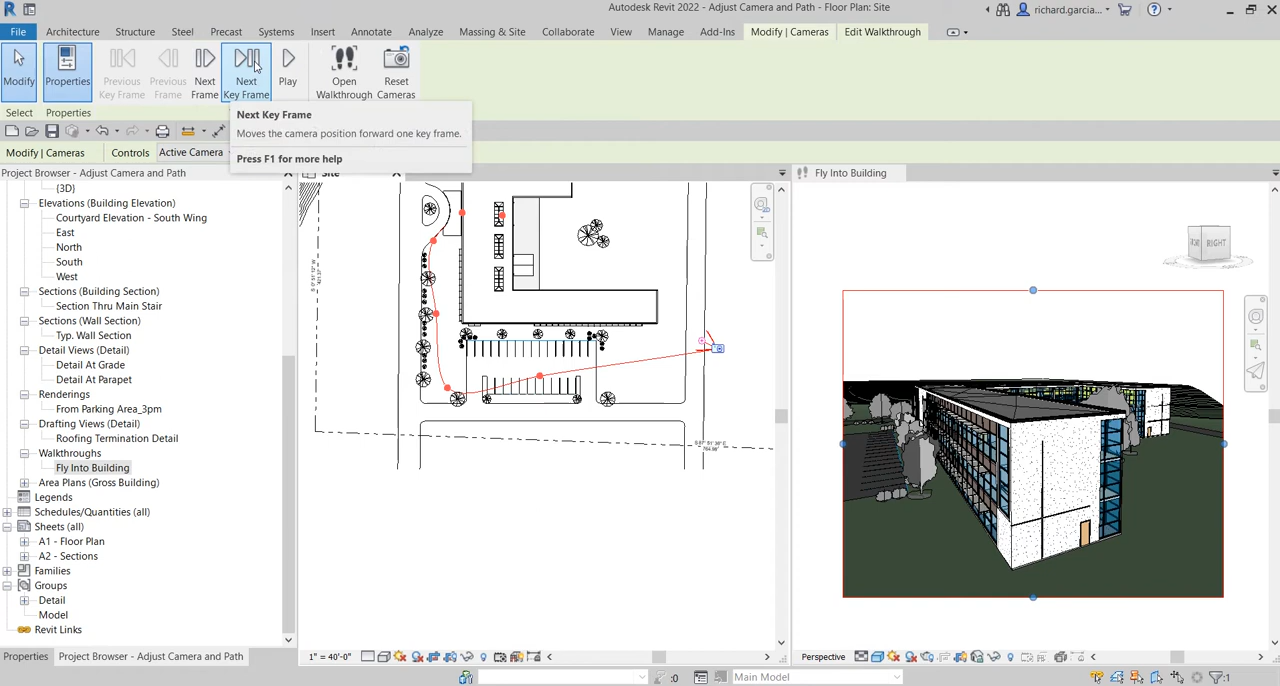 Autodesk Revit 2022 - Adjust Camera and Path - Floor Plan: Site
richard.garcia...
File Architecture Structure Steel Precast Systems Insert Annotate Analyze Massing & Site Collaborate View Manage Add-Ins Modify | Cameras Edit Walkthrough
Modify
Properties
Previous
Key Frame
Previous
Frame
Next
Frame
Next
Key Frame
Play
Open
Walkthrough
Reset
Cameras
Select Properties
Next Key Frame
Moves the camera position forward one key frame.
Press F1 for more help
Modify | Cameras Controls Active Camera
Project Browser - Adjust Camera and Path
Site
Fly Into Building
{3D}
Elevations (Building Elevation)
Courtyard Elevation - South Wing
East
North
South
West
Sections (Building Section)
Section Thru Main Stair
Sections (Wall Section)
Typ. Wall Section
Detail Views (Detail)
Detail At Grade
Detail At Parapet
Renderings
From Parking Area_3pm
Drafting Views (Detail)
Roofing Termination Detail
Walkthroughs
Fly Into Building
Area Plans (Gross Building)
Legends
Schedules/Quantities (all)
Sheets (all)
A1 - Floor Plan
A2 - Sections
Families
Groups
Detail
Model
Revit Links
RIGHT
Properties Project Browser - Adjust Camera and Path
1" = 40'-0"
Perspective
:0
Main Model
:1